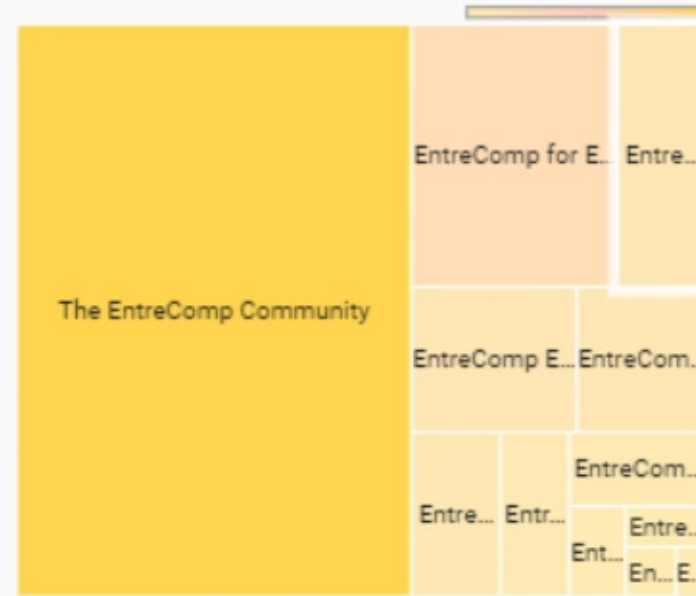 The EntreComp Community
EntreComp for E...
Entre...
EntreComp E...
EntreCom...
Entre...
Entr...
EntreCom...
Ent...
Entre...
En...
E...